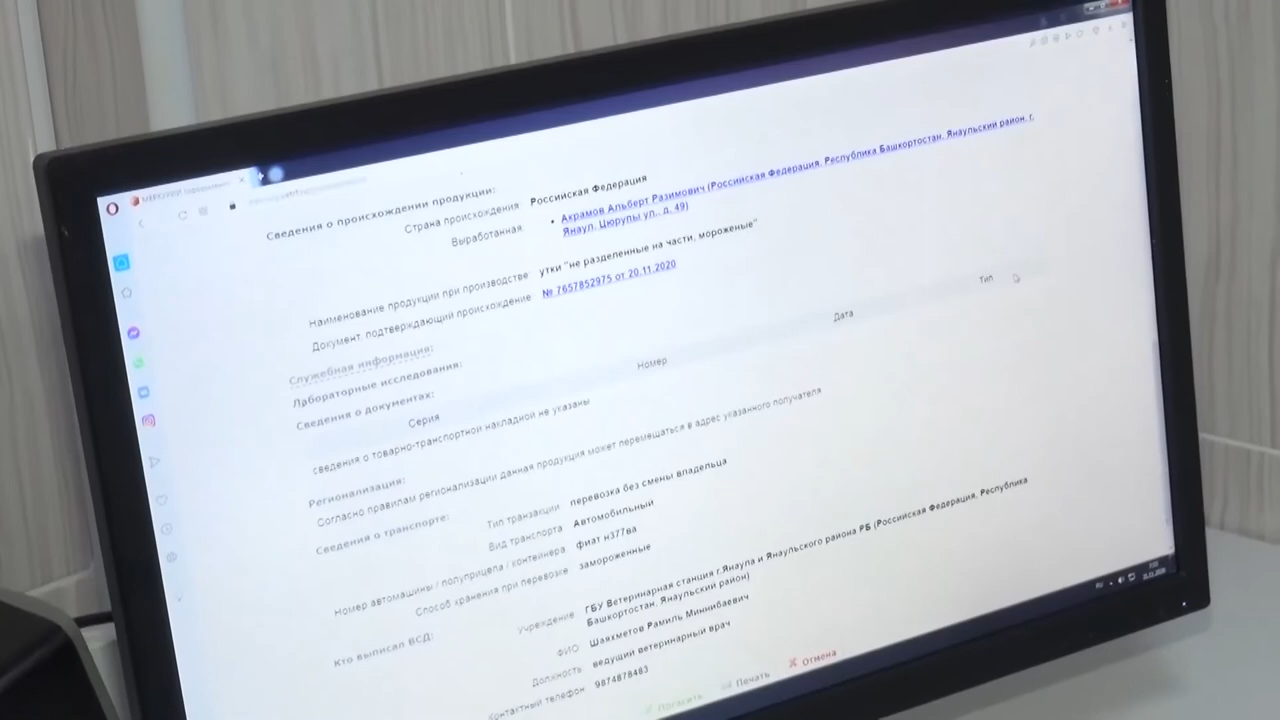 МЕРКУРИЙ
Сведения о происхождении продукции:
Страна происхождения Российская Федерация
Выработанная • Акрамов Альберт Разимович (Российская Федерация, Республика Башкортостан, Янаульский район, г.
Янаул, Цюрупы ул., д. 49)
Наименование продукции при производстве утки "не разделенные на части, мороженые"
Документ, подтверждающий происхождение № 7657852975 от 20.11.2020
Служебная информация:
Лабораторные исследования:
Сведения о документах:
Серия Номер Дата Тип
сведения о товарно-транспортной накладной не указаны
Регионализация:
Согласно правилам регионализации данная продукция может перемещаться в адрес указанного получателя
Сведения о транспорте:
Тип транзакции перевозка без смены владельца
Вид транспорта Автомобильный
Номер автомашины / полуприцепа / контейнера фиат н377ва
Способ хранения при перевозке замороженные
Кто выписал ВСД:
Учреждение ГБУ Ветеринарная станция г.Янаула и Янаульского района РБ (Российская Федерация, Республика
Башкортостан, Янаульский район)
ФИО Шаяхметов Рамиль Миннибаевич
Должность ведущий ветеринарный врач
Контактный телефон 9874878483
Погасить Печать Отмена
RU